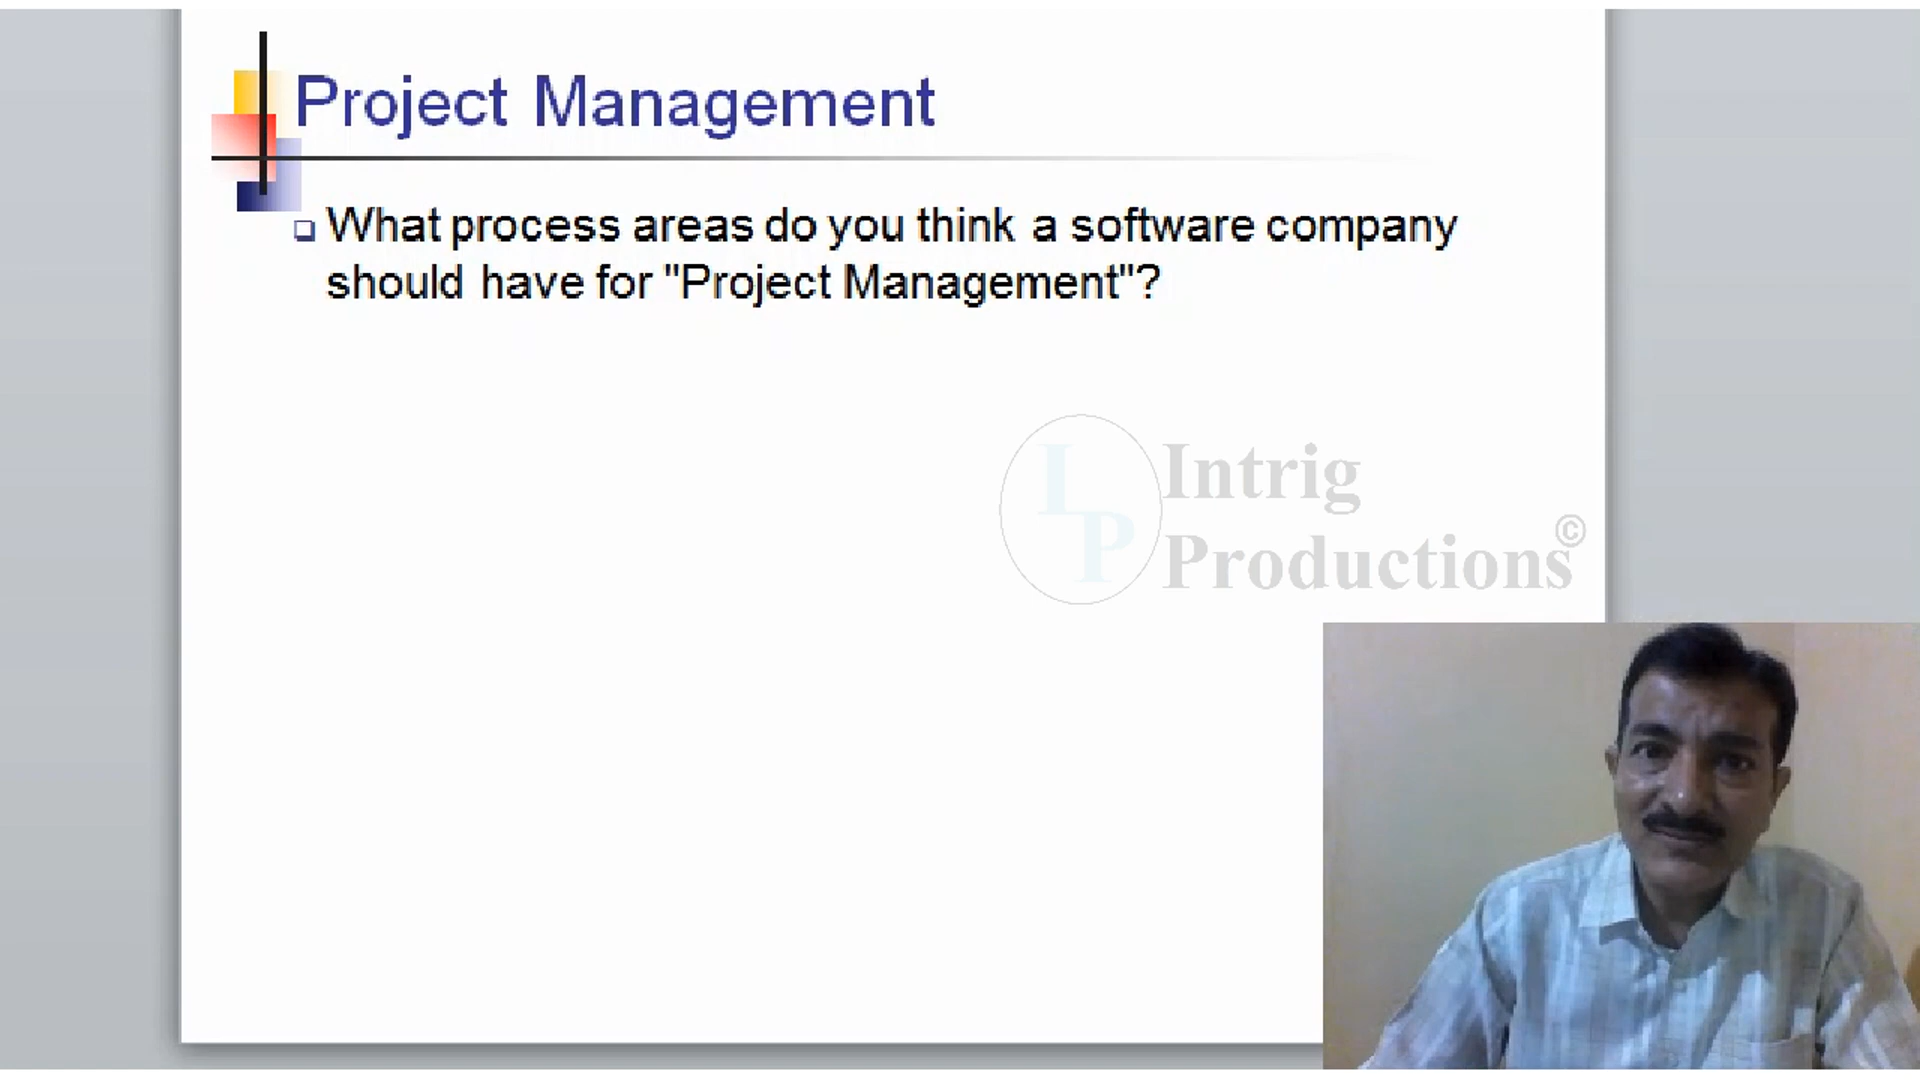 Project Management
What process areas do you think a software company
should have for "Project Management"?
I
P
Intrig
Productions©